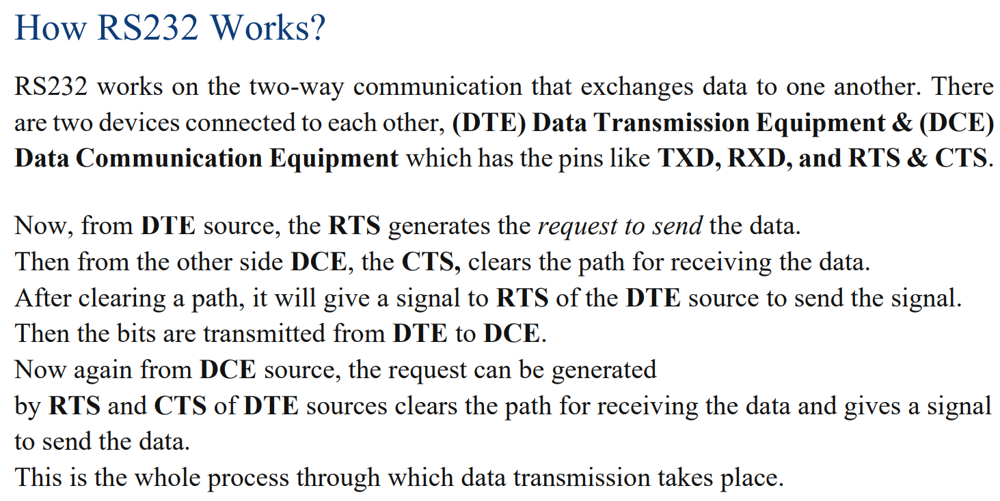 How RS232 Works?
RS232 works on the two-way communication that exchanges data to one another. There
are two devices connected to each other, (DTE) Data Transmission Equipment & (DCE)
Data Communication Equipment which has the pins like TXD, RXD, and RTS & CTS.
Now, from DTE source, the RTS generates the request to send the data.
Then from the other side DCE, the CTS, clears the path for receiving the data.
After clearing a path, it will give a signal to RTS of the DTE source to send the signal.
Then the bits are transmitted from DTE to DCE.
Now again from DCE source, the request can be generated
by RTS and CTS of DTE sources clears the path for receiving the data and gives a signal
to send the data.
This is the whole process through which data transmission takes place.